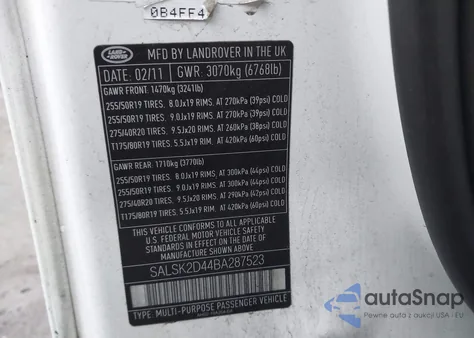 0B4FF4
LAND ROVER
MFD BY LANDROVER IN THE UK
DATE: 02/11 GWR: 3070kg (6768lb)
GAWR FRONT: 1470kg (3241lb)
255/50R19 TIRES. 8.0Jx19 RIMS. AT 270kPa (39psi) COLD
255/50R19 TIRES. 9.0Jx19 RIMS. AT 270kPa (39psi) COLD
275/40R20 TIRES. 9.5Jx20 RIMS. AT 260kPa (38psi) COLD
T175/80R19 TIRES. 5.5Jx19 RIM. AT 420kPa (60psi) COLD
GAWR REAR: 1710kg (3770lb)
255/50R19 TIRES. 8.0Jx19 RIMS. AT 300kPa (44psi) COLD
255/50R19 TIRES. 9.0Jx19 RIMS. AT 300kPa (44psi) COLD
275/40R20 TIRES. 9.5Jx20 RIMS. AT 290kPa (42psi) COLD
T175/80R19 TIRES. 5.5Jx19 RIM. AT 420kPa (60psi) COLD
THIS VEHICLE CONFORMS TO ALL APPLICABLE
U.S. FEDERAL MOTOR VEHICLE SAFETY
STANDARDS IN EFFECT ON THE DATE OF
MANUFACTURE SHOWN ABOVE
SALSK2D44BA287523
TYPE: MULTI-PURPOSE PASSENGER VEHICLE
autoSnap
AUTO AUCTIONS USA - EU